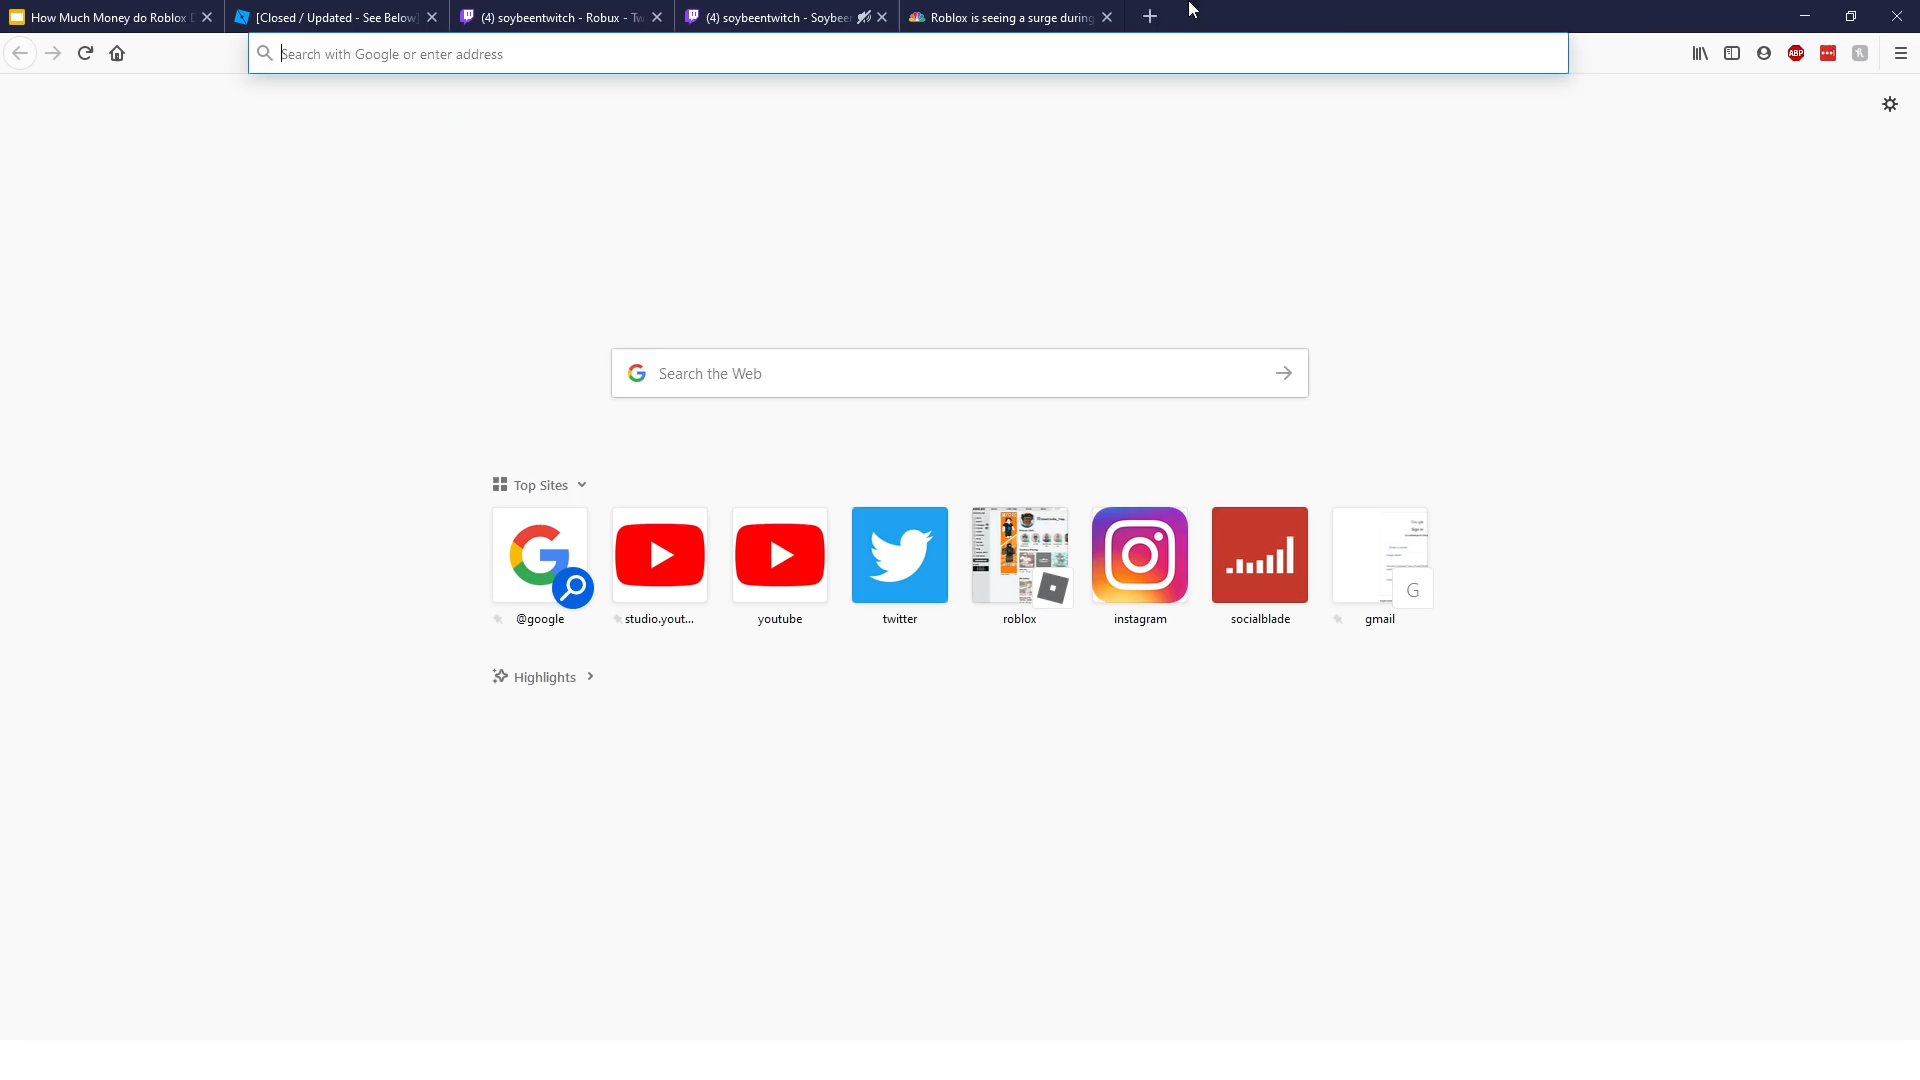 How Much Money do Roblox
[Closed / Updated - See Below]
(4) soybeentwitch - Robux - Tw
(4) soybeentwitch - Soybeen
Roblox is seeing a surge during
Search with Google or enter address
ABP
Search the Web
Top Sites
@google
studio.yout...
youtube
twitter
roblox
instagram
socialblade
G
gmail
Highlights